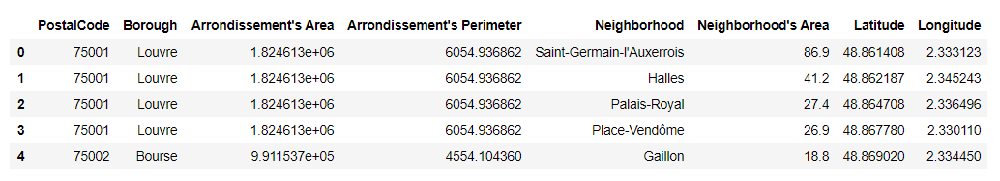 PostalCode Borough Arrondissement's Area Arrondissement's Perimeter Neighborhood Neighborhood's Area Latitude Longitude
0 75001 Louvre 1.824613e+06 6054.936862 Saint-Germain-l'Auxerrois 86.9 48.861408 2.333123
1 75001 Louvre 1.824613e+06 6054.936862 Halles 41.2 48.862187 2.345243
2 75001 Louvre 1.824613e+06 6054.936862 Palais-Royal 27.4 48.864708 2.336496
3 75001 Louvre 1.824613e+06 6054.936862 Place-Vendôme 26.9 48.867780 2.330110
4 75002 Bourse 9.911537e+05 4554.104360 Gaillon 18.8 48.869020 2.334450